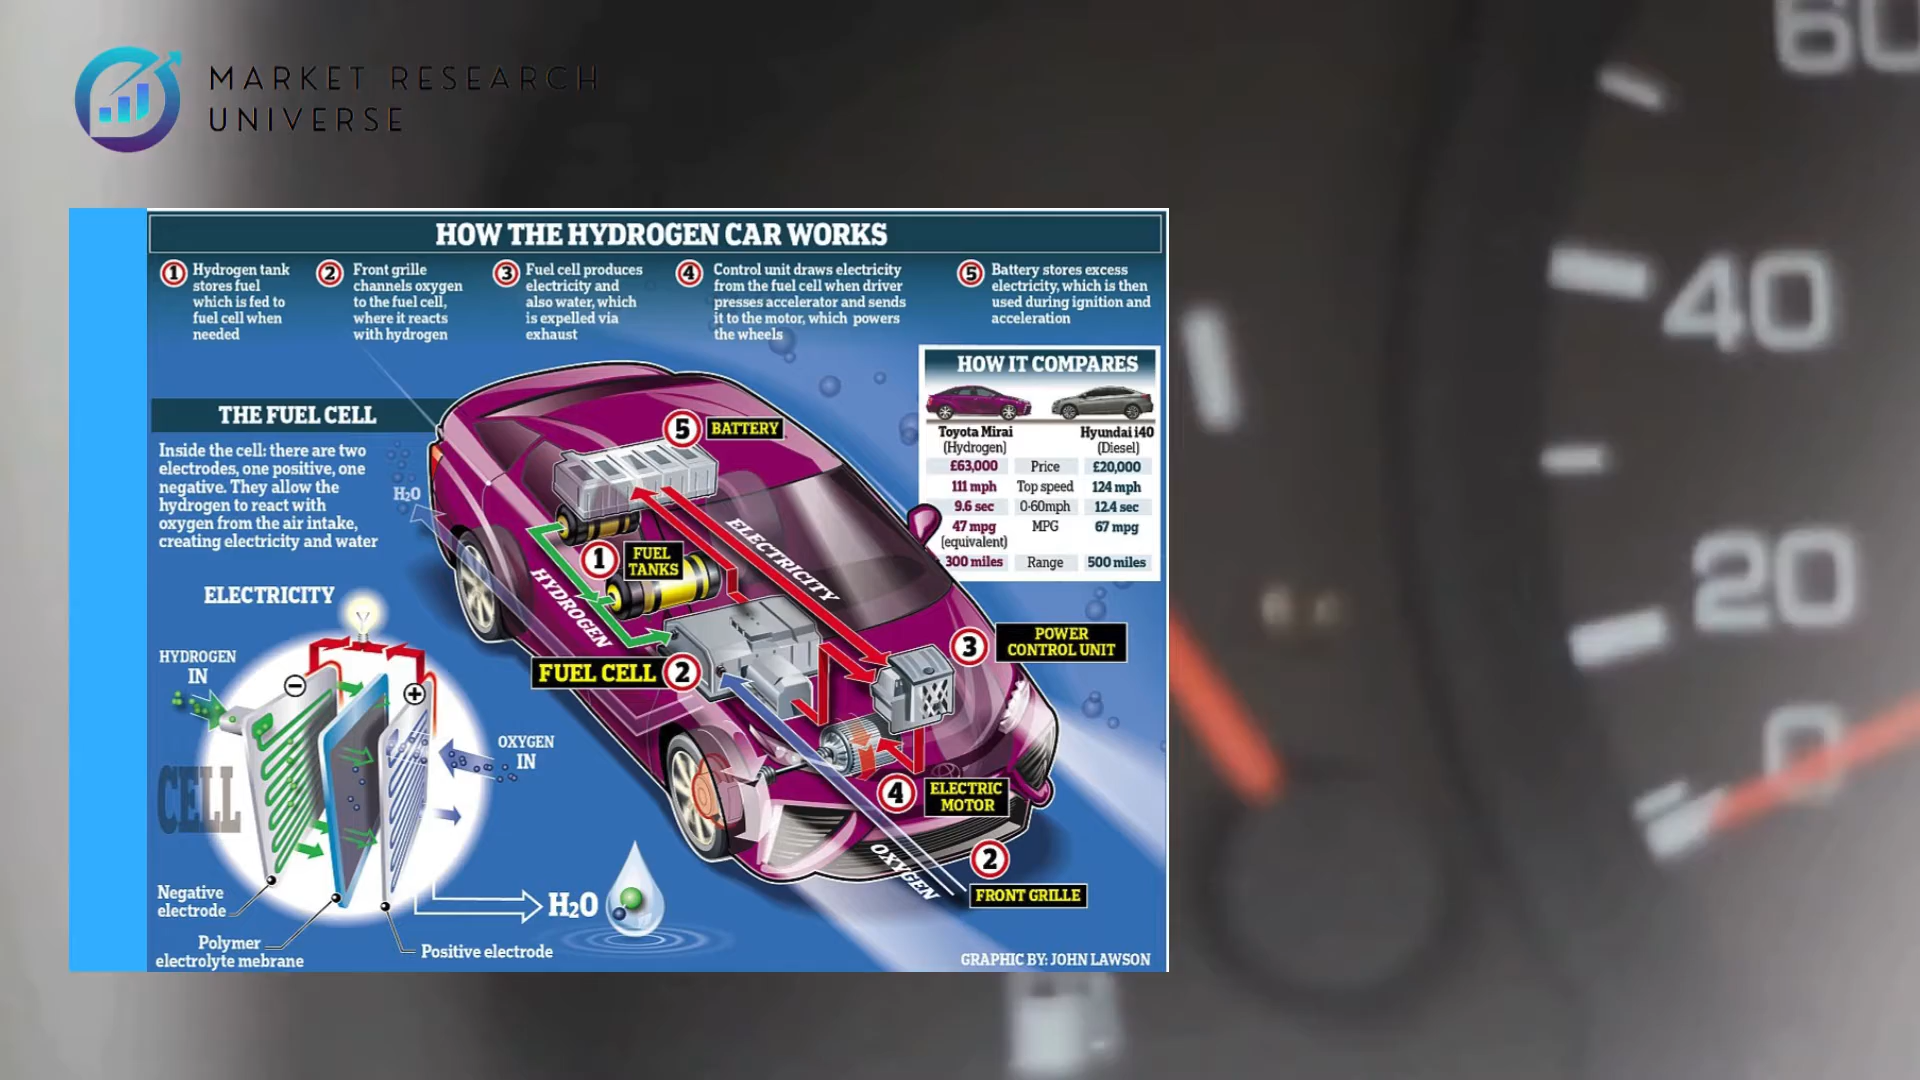 MARKET RESEARCH
UNIVERSE
HOW THE HYDROGEN CAR WORKS
1 Hydrogen tank
stores fuel
which is fed to
fuel cell when
needed
2 Front grille
channels oxygen
to the fuel cell,
where it reacts
with hydrogen
3 Fuel cell produces
electricity and
also water, which
is expelled via
exhaust
4 Control unit draws electricity
from the fuel cell when driver
presses accelerator and sends
it to the motor, which powers
the wheels
5 Battery stores excess
electricity, which is then
used during ignition and
acceleration
HOW IT COMPARES
Toyota Mirai Hyundai i40
(Hydrogen) (Diesel)
£63,000 Price £20,000
111 mph Top speed 124 mph
9.6 sec 0-60mph 12.4 sec
47 mpg MPG 67 mpg
(equivalent)
300 miles Range 500 miles
THE FUEL CELL
Inside the cell: there are two
electrodes, one positive, one
negative. They allow the
hydrogen to react with
oxygen from the air intake,
creating electricity and water
H2O
5 BATTERY
1 FUEL
TANKS
ELECTRICITY
HYDROGEN
FUEL CELL 2
3 POWER
CONTROL UNIT
4 ELECTRIC
MOTOR
OXYGEN
2
FRONT GRILLE
ELECTRICITY
HYDROGEN
IN
−
+
OXYGEN
IN
CELL
Negative
electrode
Polymer
electrolyte mebrane
Positive electrode
H2O
GRAPHIC BY: JOHN LAWSON
60
40
20
0